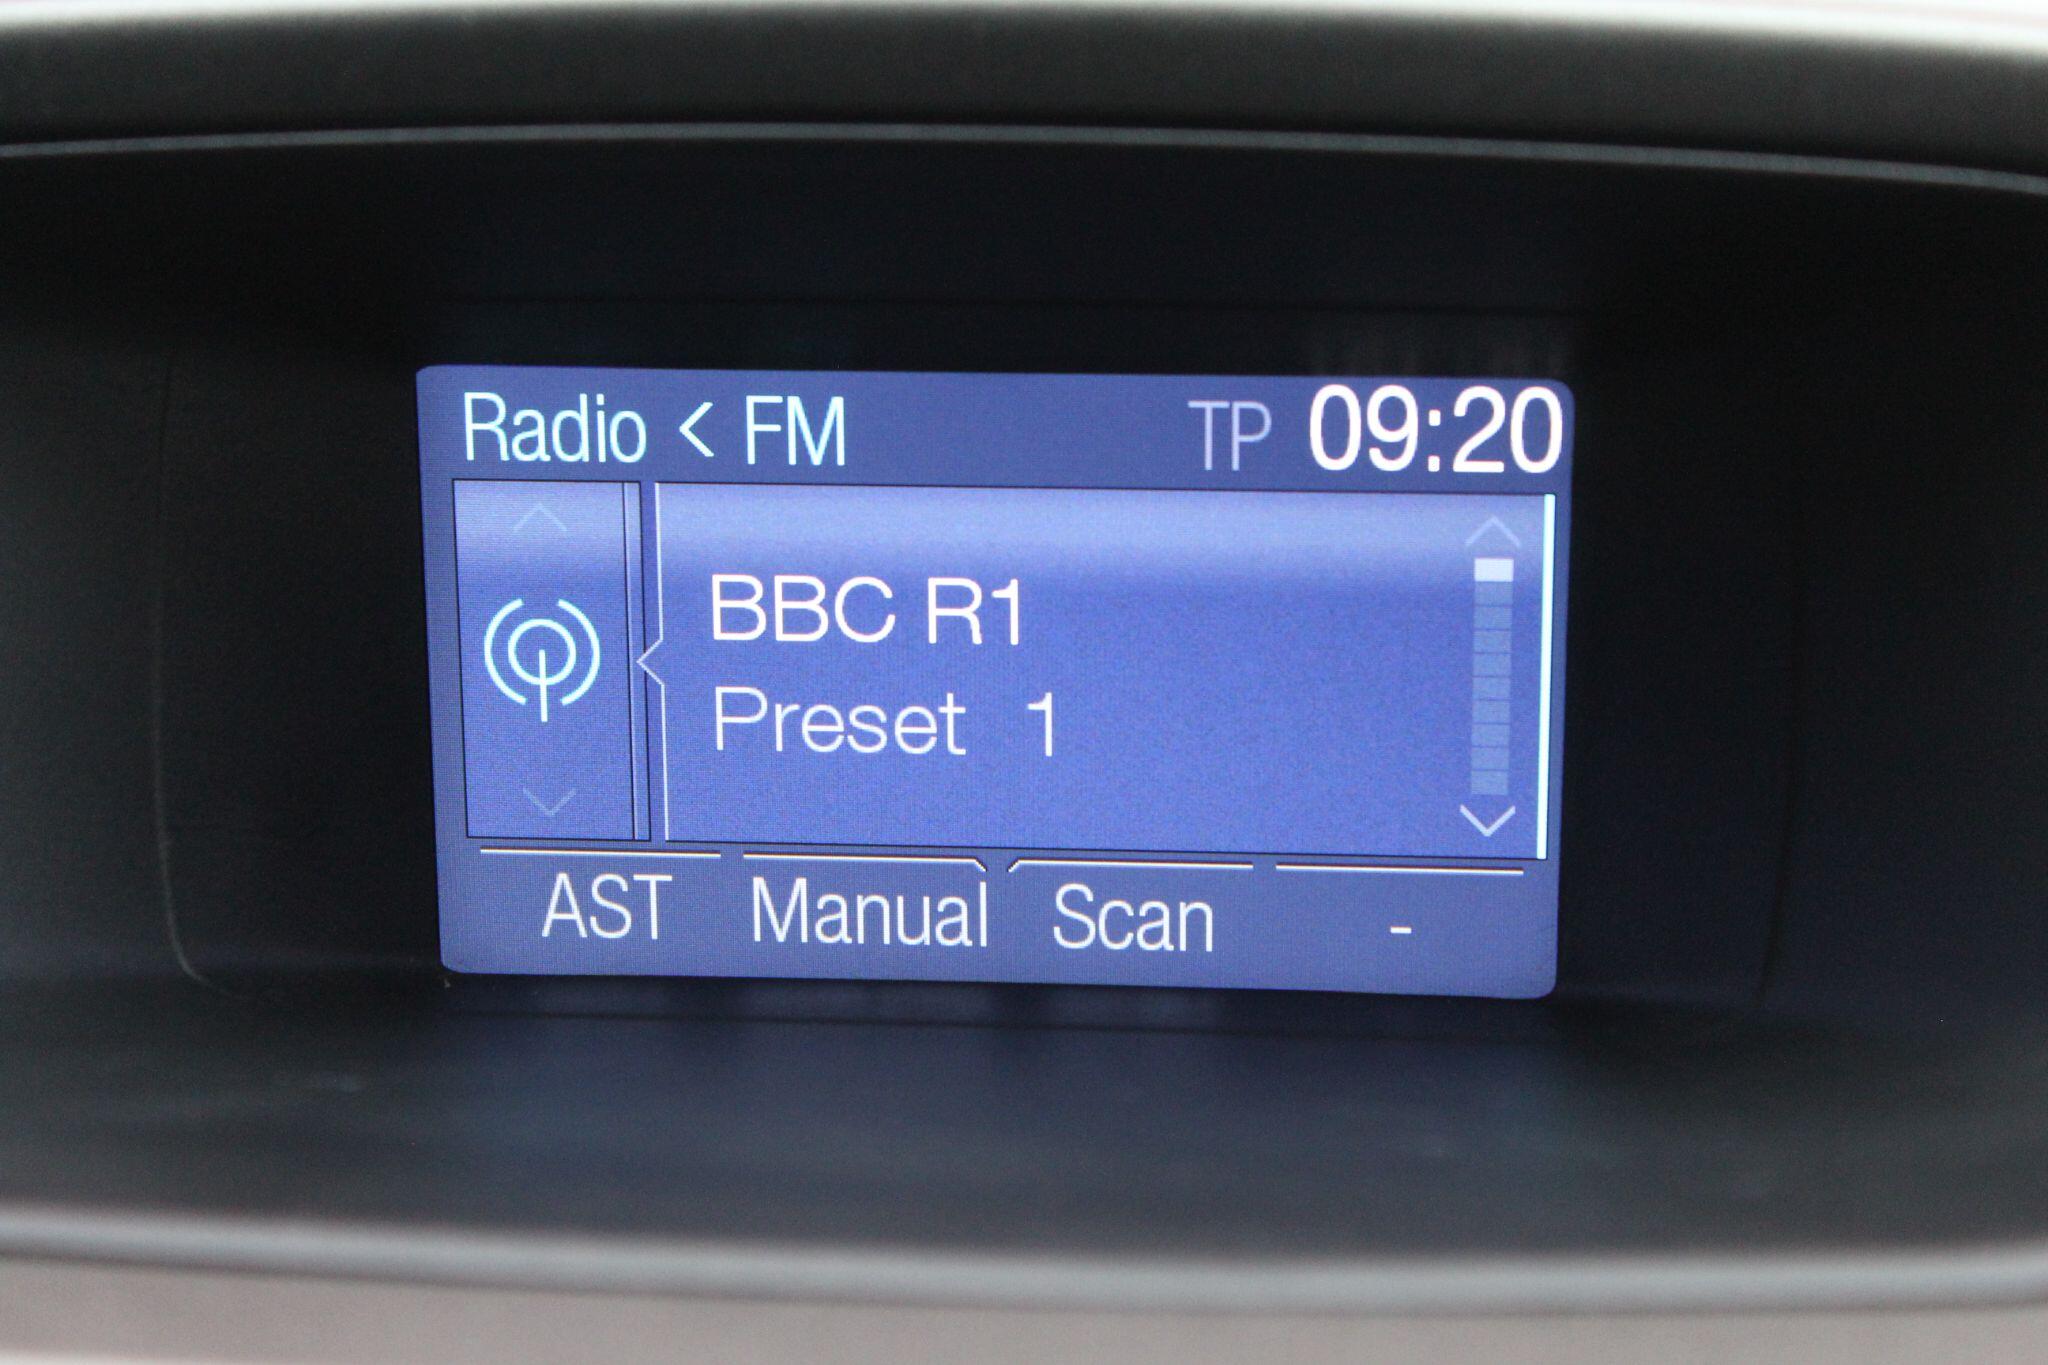 Radio < FM TP 09:20
BBC R1
Preset 1
AST Manual Scan -